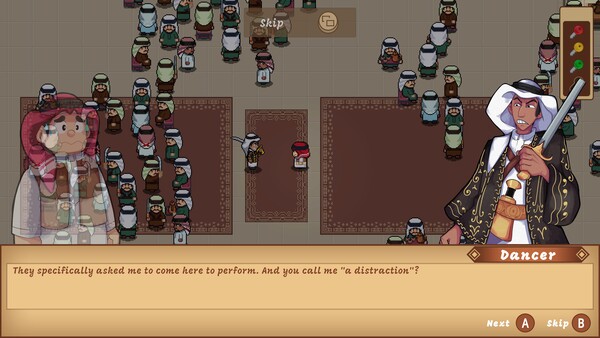 Skip
Dancer
They specifically asked me to come here to perform. And you call me "a distraction"?
Next A Skip B